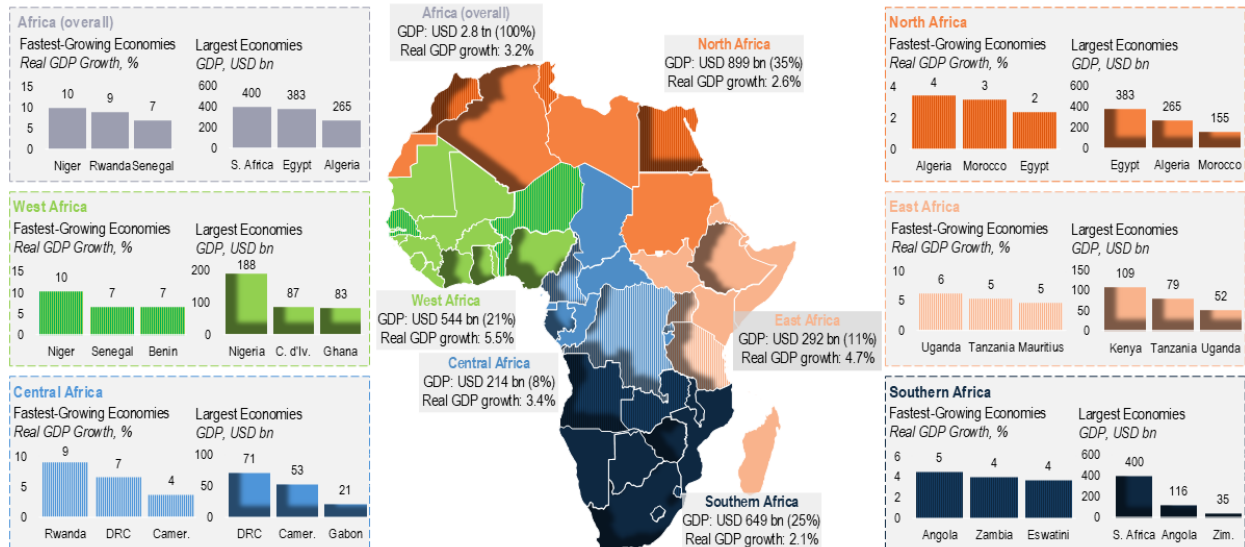 Africa (overall)
Fastest-Growing Economies
Real GDP Growth, %
15
10
5
0
10
9
7
Niger
Rwanda
Senegal
Largest Economies
GDP, USD bn
600
400
200
0
400
383
265
S. Africa
Egypt
Algeria
West Africa
Fastest-Growing Economies
Real GDP Growth, %
15
10
5
0
10
7
7
Niger
Senegal
Benin
Largest Economies
GDP, USD bn
200
100
0
188
87
83
Nigeria
C. d'Iv.
Ghana
Central Africa
Fastest-Growing Economies
Real GDP Growth, %
10
5
0
9
7
4
Rwanda
DRC
Camer.
Largest Economies
GDP, USD bn
100
50
0
71
53
21
DRC
Camer.
Gabon
Africa (overall)
GDP: USD 2.8 tn (100%)
Real GDP growth: 3.2%
North Africa
GDP: USD 899 bn (35%)
Real GDP growth: 2.6%
West Africa
GDP: USD 544 bn (21%)
Real GDP growth: 5.5%
Central Africa
GDP: USD 214 bn (8%)
Real GDP growth: 3.4%
East Africa
GDP: USD 292 bn (11%)
Real GDP growth: 4.7%
Southern Africa
GDP: USD 649 bn (25%)
Real GDP growth: 2.1%
North Africa
Fastest-Growing Economies
Real GDP Growth, %
4
2
0
4
3
2
Algeria
Morocco
Egypt
Largest Economies
GDP, USD bn
600
400
200
0
383
265
155
Egypt
Algeria
Morocco
East Africa
Fastest-Growing Economies
Real GDP Growth, %
10
5
0
6
5
5
Uganda
Tanzania
Mauritius
Largest Economies
GDP, USD bn
150
100
50
0
109
79
52
Kenya
Tanzania
Uganda
Southern Africa
Fastest-Growing Economies
Real GDP Growth, %
6
4
2
0
5
4
4
Angola
Zambia
Eswatini
Largest Economies
GDP, USD bn
600
400
200
0
400
116
35
S. Africa
Angola
Zim.